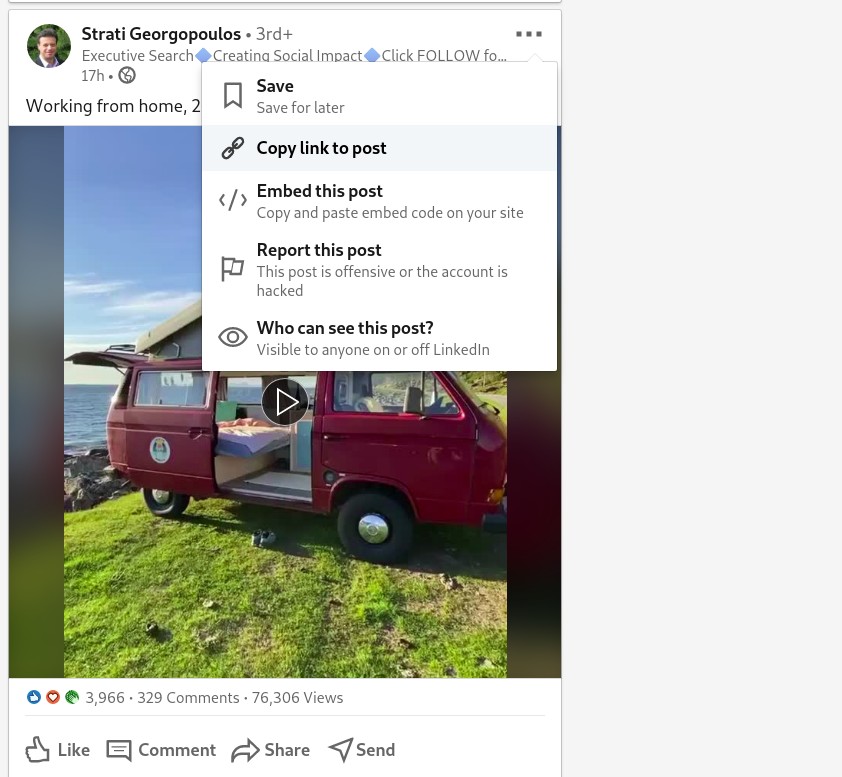 Strati Georgopoulos • 3rd+
Executive Search🔷Creating Social Impact🔷Click FOLLOW fo...
17h •
Working from home, 2
Save
Save for later
Copy link to post
Embed this post
Copy and paste embed code on your site
Report this post
This post is offensive or the account is
hacked
Who can see this post?
Visible to anyone on or off LinkedIn
3,966 • 329 Comments • 76,306 Views
Like Comment Share Send